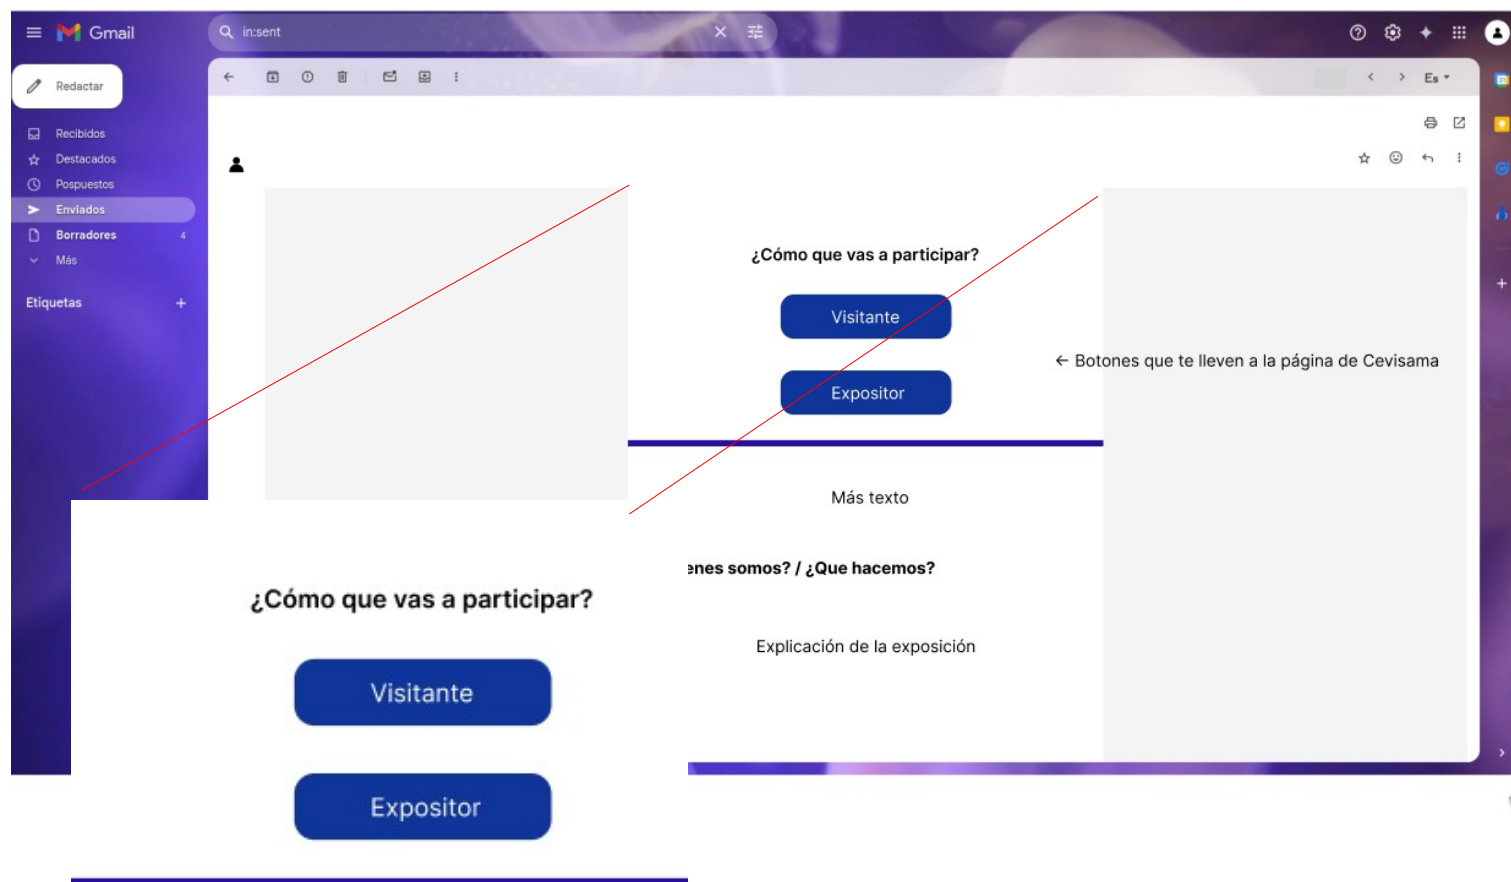 Gmail
in:sent
Redactar
Es
Recibidos
Destacados
Pospuestos
Enviados
Borradores 4
Más
Etiquetas
¿Cómo que vas a participar?
Visitante
← Botones que te lleven a la página de Cevisama
Expositor
Más texto
enes somos? / ¿Que hacemos?
Explicación de la exposición
¿Cómo que vas a participar?
Visitante
Expositor